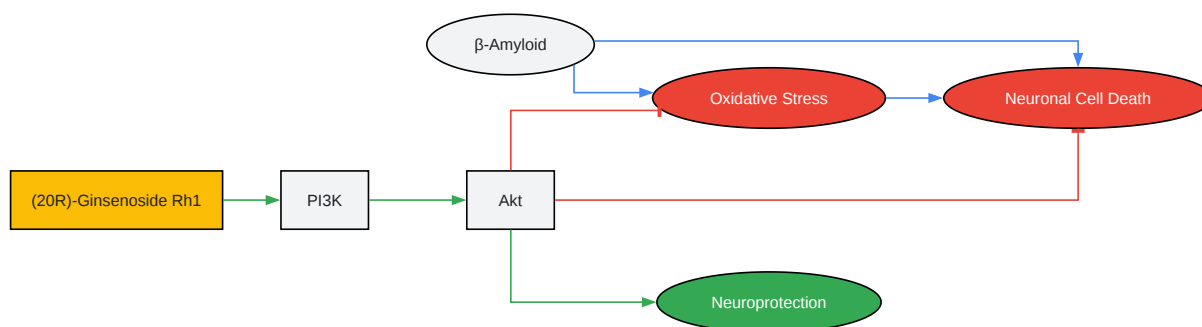 β-Amyloid
Oxidative Stress
Neuronal Cell Death
(20R)-Ginsenoside Rh1
PI3K
Akt
Neuroprotection